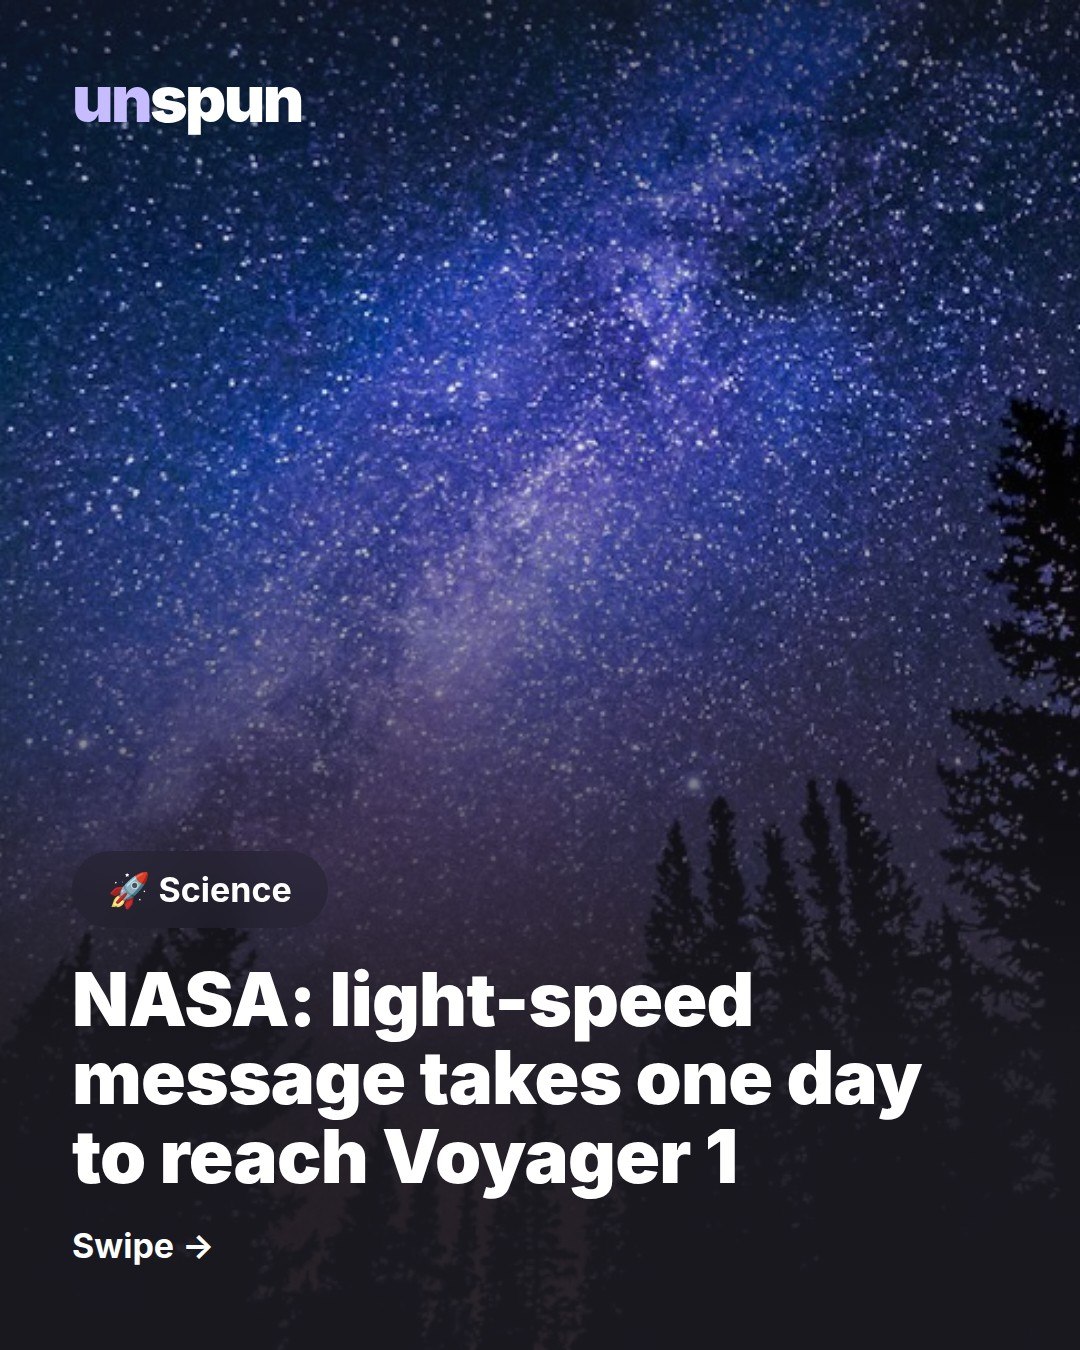 unspun
🚀 Science
NASA: light-speed
message takes one day
to reach Voyager 1
Swipe →